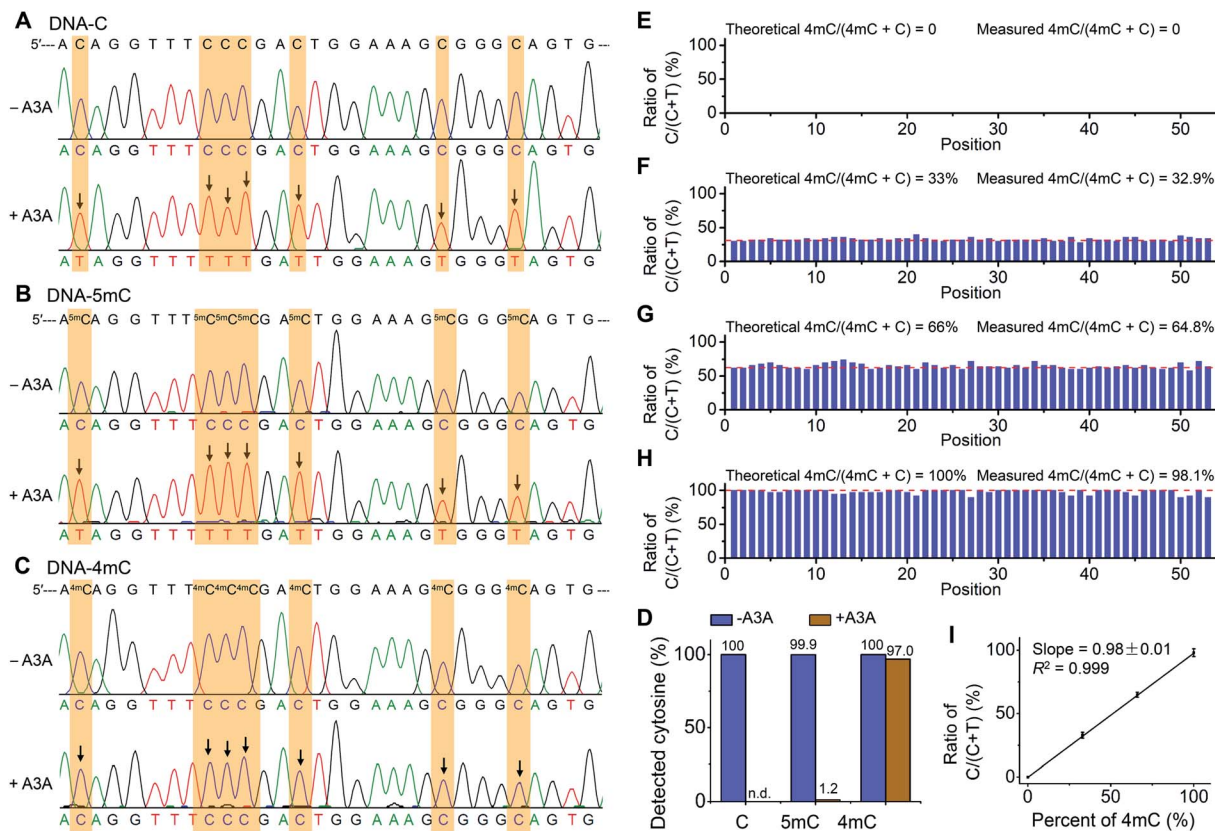 A
DNA-C
5′--- A C A G G T T T C C C G A C T G G A A A G C G G G C A G T G ---
– A3A
A C A G G T T T C C C G A C T G G A A A G C G G G C A G T G
+ A3A
A T A G G T T T T T T G A T T G G A A A G T G G G T A G T G
B
DNA-5mC
5′--- A 5mC A G G T T T 5mC 5mC 5mC G A 5mC T G G A A A G 5mC G G G 5mC A G T G ---
– A3A
A C A G G T T T C C C G A C T G G A A A G C G G G C A G T G
+ A3A
A T A G G T T T T T T G A T T G G A A A G T G G G T A G T G
C
DNA-4mC
5′--- A 4mC A G G T T T 4mC 4mC 4mC G A 4mC T G G A A A G 4mC G G G 4mC A G T G ---
– A3A
A C A G G T T T C C C G A C T G G A A A G C G G G C A G T G
+ A3A
A C A G G T T T C C C G A C T G G A A A G C G G G C A G T G
E
Theoretical 4mC/(4mC + C) = 0 Measured 4mC/(4mC + C) = 0
Ratio of
C/(C+T) (%)
100
50
0
0 10 20 30 40 50
Position
F
Theoretical 4mC/(4mC + C) = 33% Measured 4mC/(4mC + C) = 32.9%
Ratio of
C/(C+T) (%)
100
50
0
0 10 20 30 40 50
Position
G
Theoretical 4mC/(4mC + C) = 66% Measured 4mC/(4mC + C) = 64.8%
Ratio of
C/(C+T) (%)
100
50
0
0 10 20 30 40 50
Position
H
Theoretical 4mC/(4mC + C) = 100% Measured 4mC/(4mC + C) = 98.1%
Ratio of
C/(C+T) (%)
100
50
0
0 10 20 30 40 50
Position
D
-A3A +A3A
Detected cytosine (%)
100
50
0
100 n.d. 99.9 1.2 100 97.0
C 5mC 4mC
I
Slope = 0.98 ± 0.01
R² = 0.999
Ratio of
C/(C+T) (%)
100
50
0
0 50 100
Percent of 4mC (%)